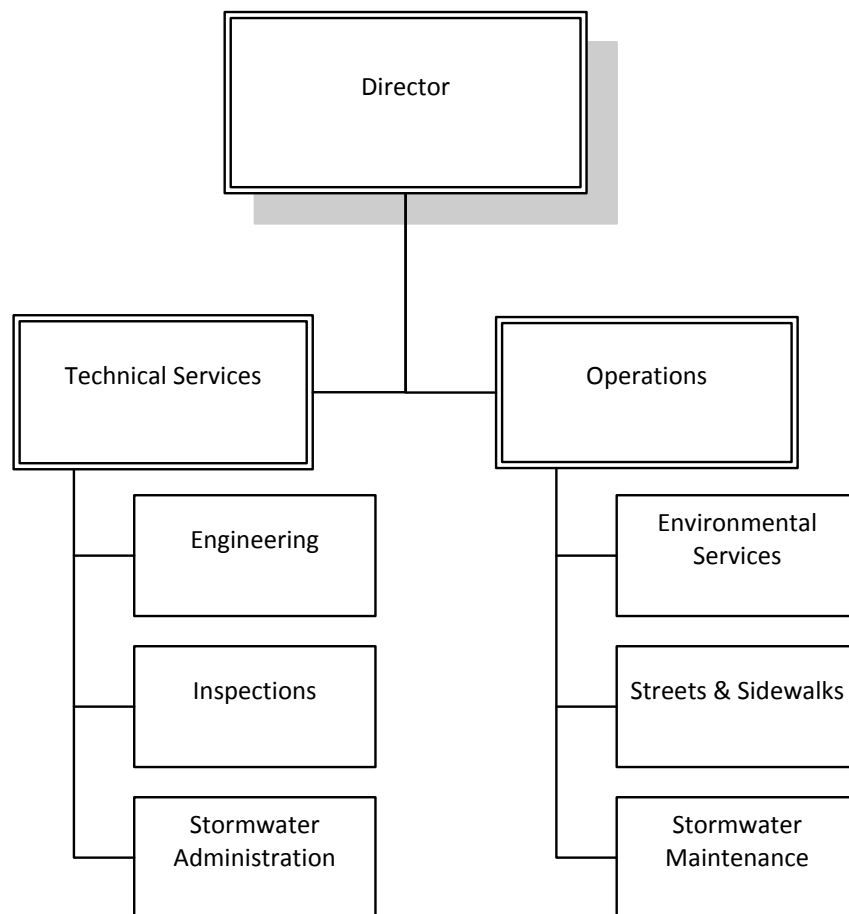 Director
Technical Services
Operations
Engineering
Environmental
Services
Inspections
Streets & Sidewalks
Stormwater
Administration
Stormwater
Maintenance